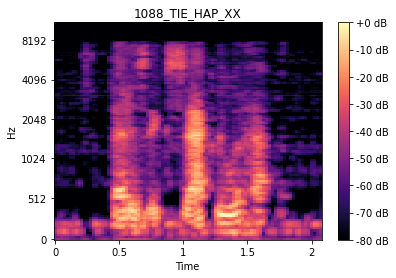 1088_TIE_HAP_XX
8192
4096
2048
1024
512
0
Hz
0
0.5
1
1.5
2
Time
+0 dB
-10 dB
-20 dB
-30 dB
-40 dB
-50 dB
-60 dB
-70 dB
-80 dB